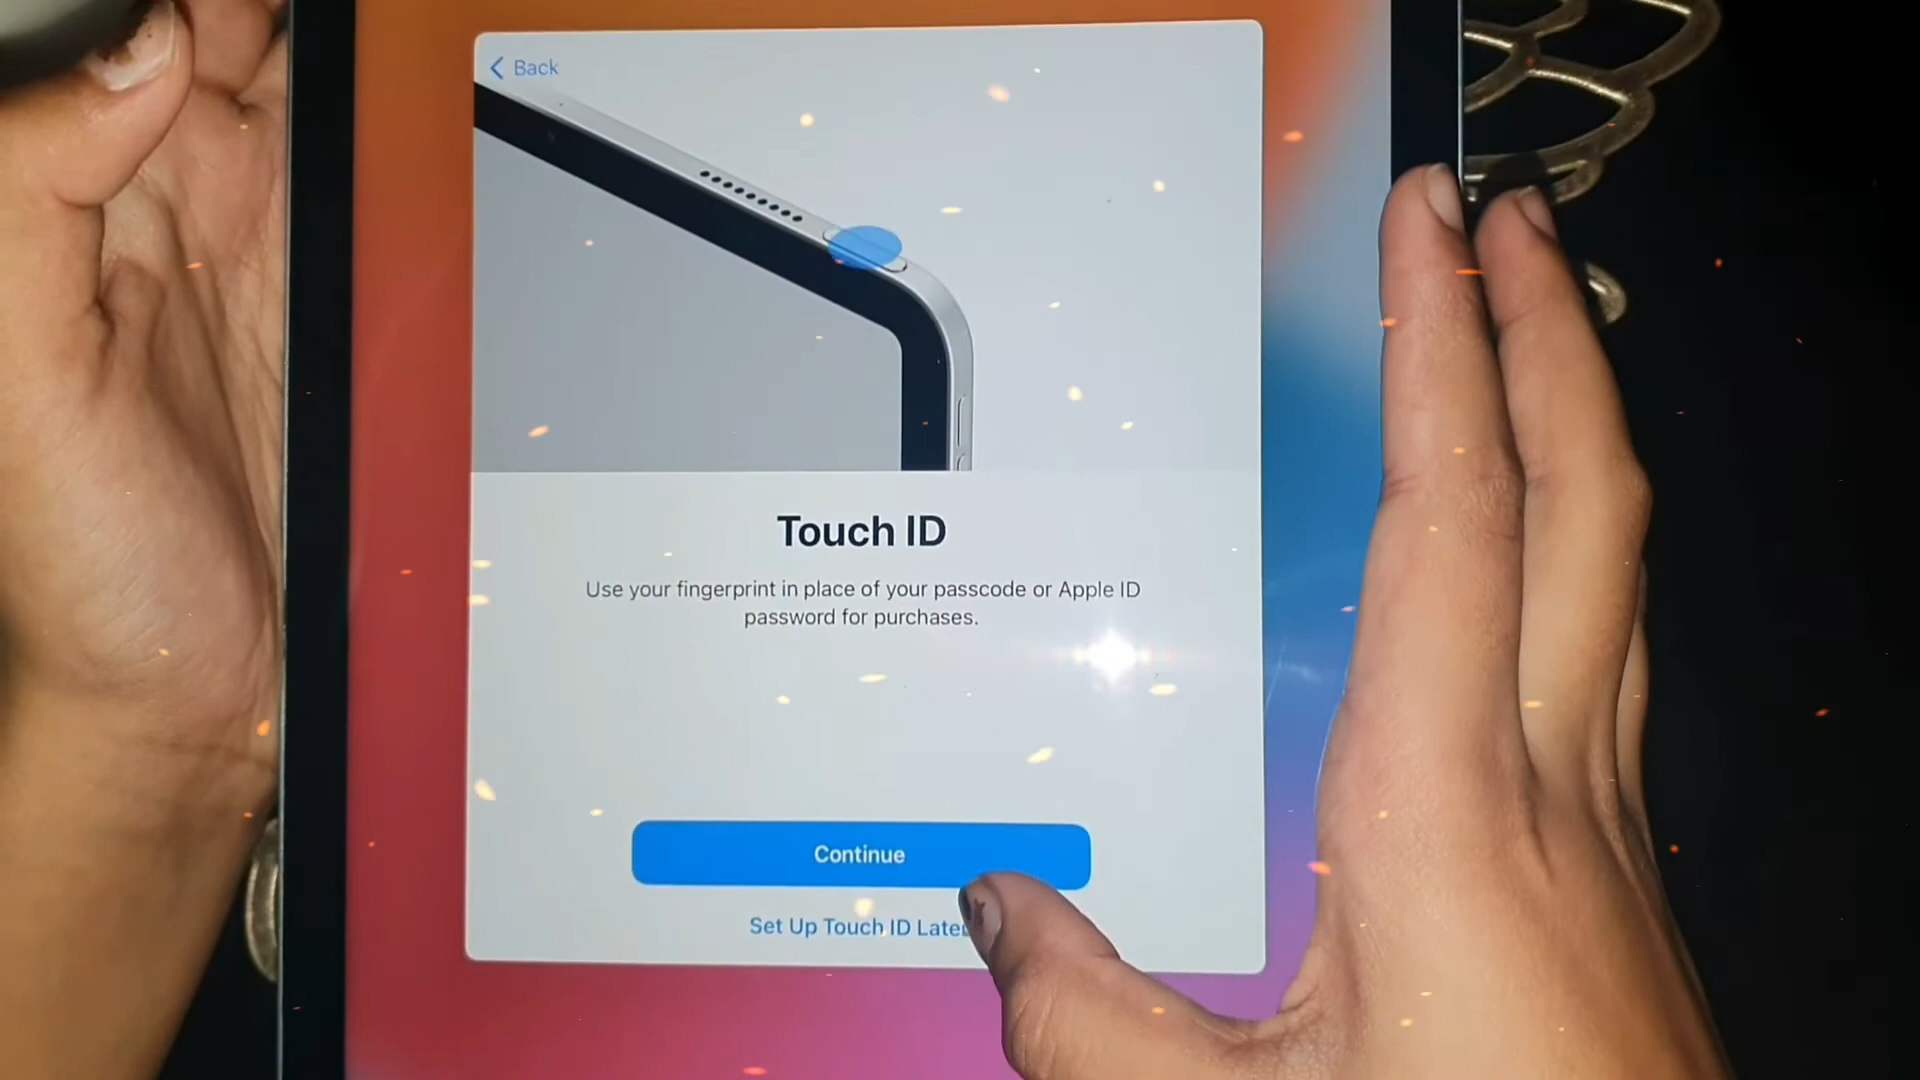 Back
Touch ID
Use your fingerprint in place of your passcode or Apple ID
password for purchases.
Continue
Set Up Touch ID Later